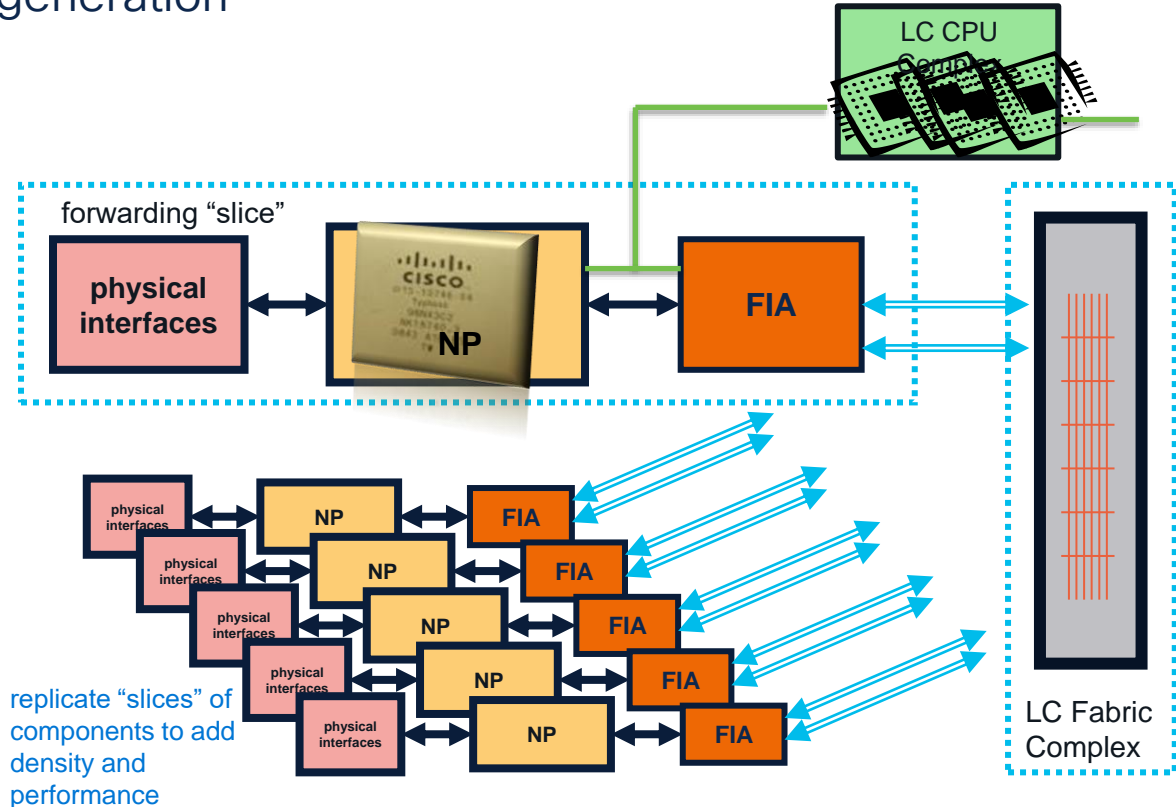 generation
LC CPU
Complex
forwarding “slice”
physical
interfaces
CISCO
Typhoon
NP
FIA
physical
interfaces
NP
FIA
physical
interfaces
NP
FIA
physical
interfaces
NP
FIA
physical
interfaces
NP
FIA
physical
interfaces
NP
FIA
replicate “slices” of
components to add
density and
performance
LC Fabric
Complex